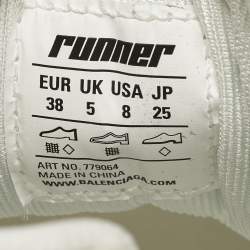 runner
EUR UK USA JP
38 5 8 25
ART NO. 779064
MADE IN CHINA
WWW.BALENCIAGA.COM